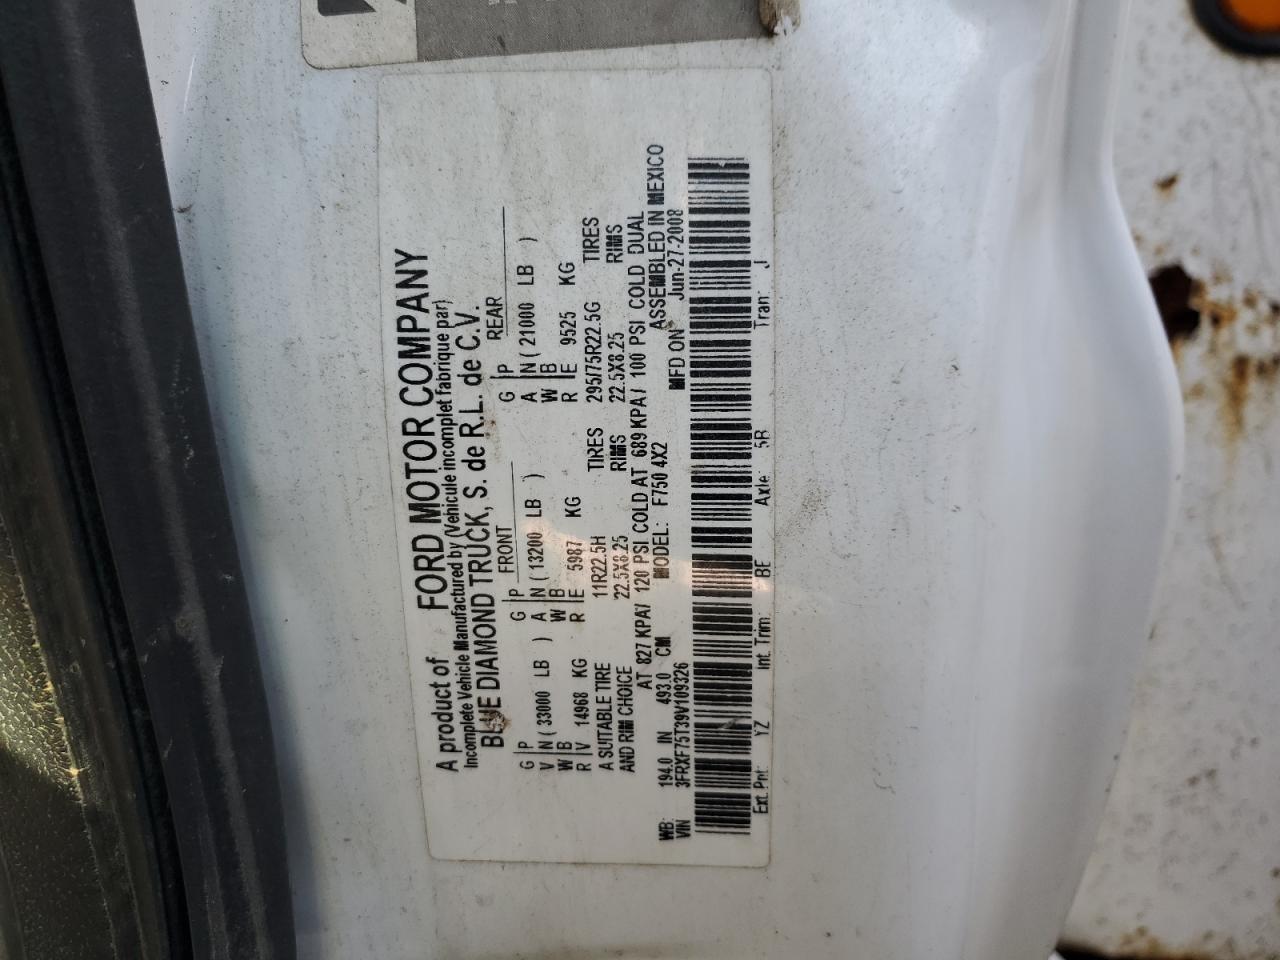 A product of FORD MOTOR COMPANY
Incomplete Vehicle Manufactured by (Vehicule incomplet fabrique par)
BLUE DIAMOND TRUCK, S. de R.L. de C.V.
FRONT REAR
G P G P G P
V N ( 33000 LB ) A N ( 13200 LB ) A N ( 21000 LB )
W B W B W B
R V 14968 KG R E 5987 KG R E 9525 KG
A SUITABLE TIRE 11R22.5H TIRES 295/75R22.5G TIRES
AND RIM CHOICE 22.5X8.25 RIMS 22.5X8.25 RIMS
AT 827 KPA/ 120 PSI COLD AT 689 KPA/ 100 PSI COLD DUAL
WB: 194.0 IN 493.0 CM MODEL: F750 4X2 ASSEMBLED IN MEXICO
VIN 3FRXF75T39V109326 MFD ON Jun-27-2008
Ext. Pnt: YZ Int. Trim: BE Axle: 5B Tran: J